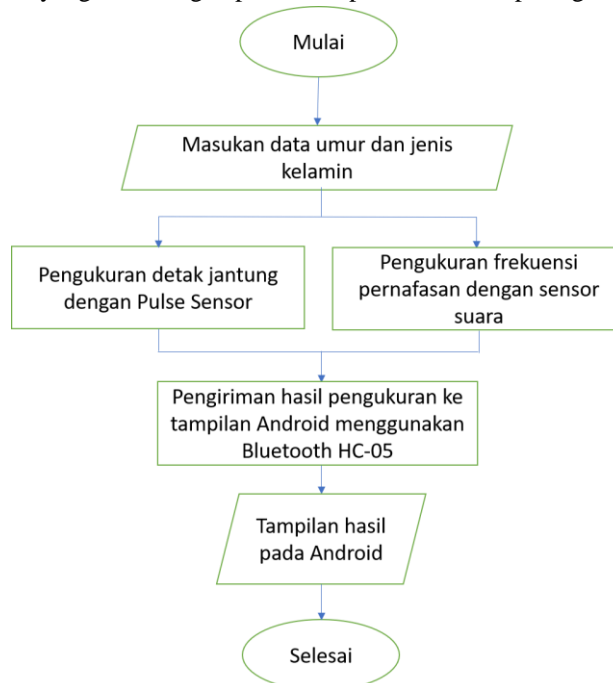 Mulai
Masukan data umur dan jenis
kelamin
Pengukuran detak jantung
dengan Pulse Sensor
Pengukuran frekuensi
pernafasan dengan sensor
suara
Pengiriman hasil pengukuran ke
tampilan Android menggunakan
Bluetooth HC-05
Tampilan hasil
pada Android
Selesai